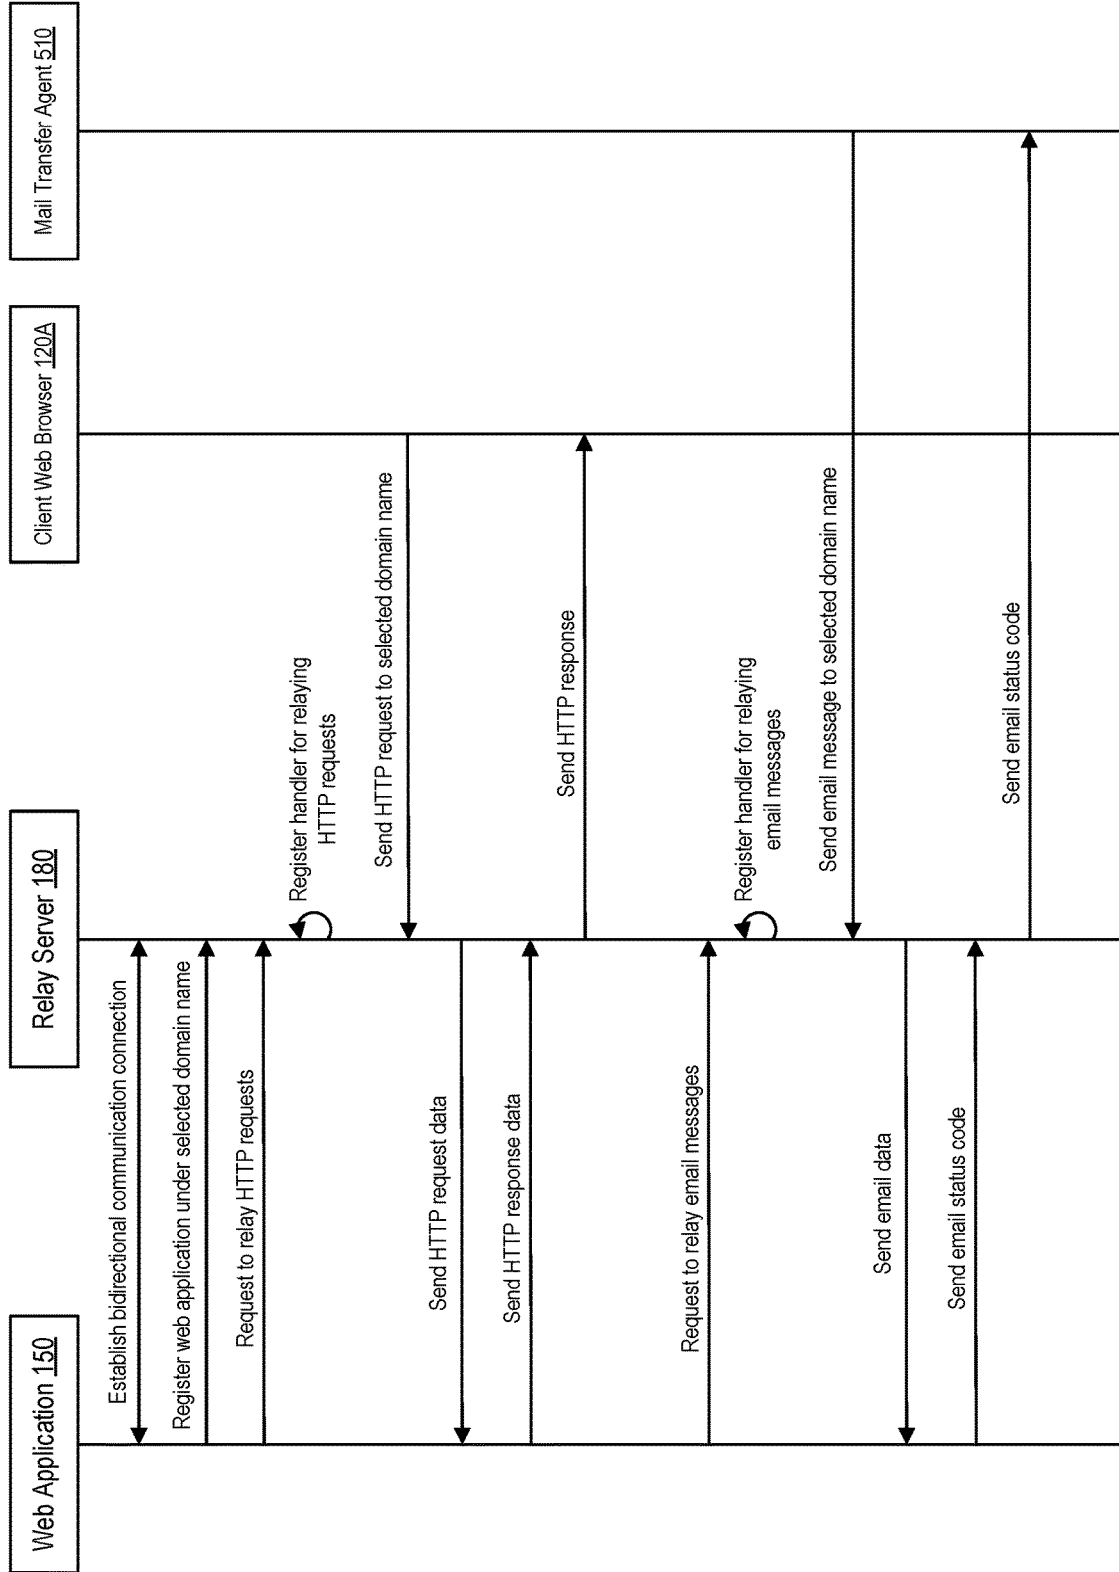 Web Application 150
Relay Server 180
Client Web Browser 120A
Mail Transfer Agent 510
Establish bidirectional communication connection
Register web application under selected domain name
Request to relay HTTP requests
Register handler for relaying
HTTP requests
Send HTTP request to selected domain name
Send HTTP request data
Send HTTP response data
Send HTTP response
Request to relay email messages
Register handler for relaying
email messages
Send email message to selected domain name
Send email data
Send email status code
Send email status code